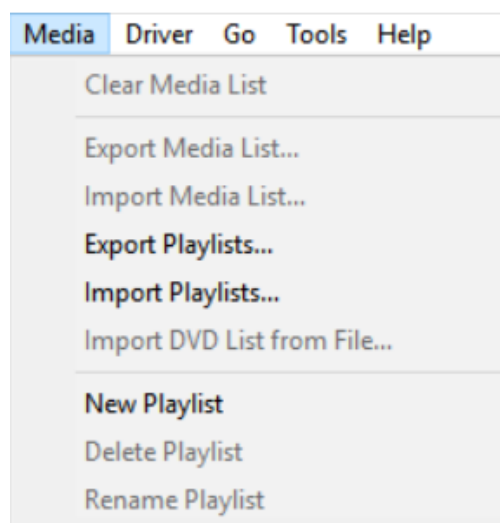 Media Driver Go Tools Help
Clear Media List
Export Media List...
Import Media List...
Export Playlists...
Import Playlists...
Import DVD List from File...
New Playlist
Delete Playlist
Rename Playlist